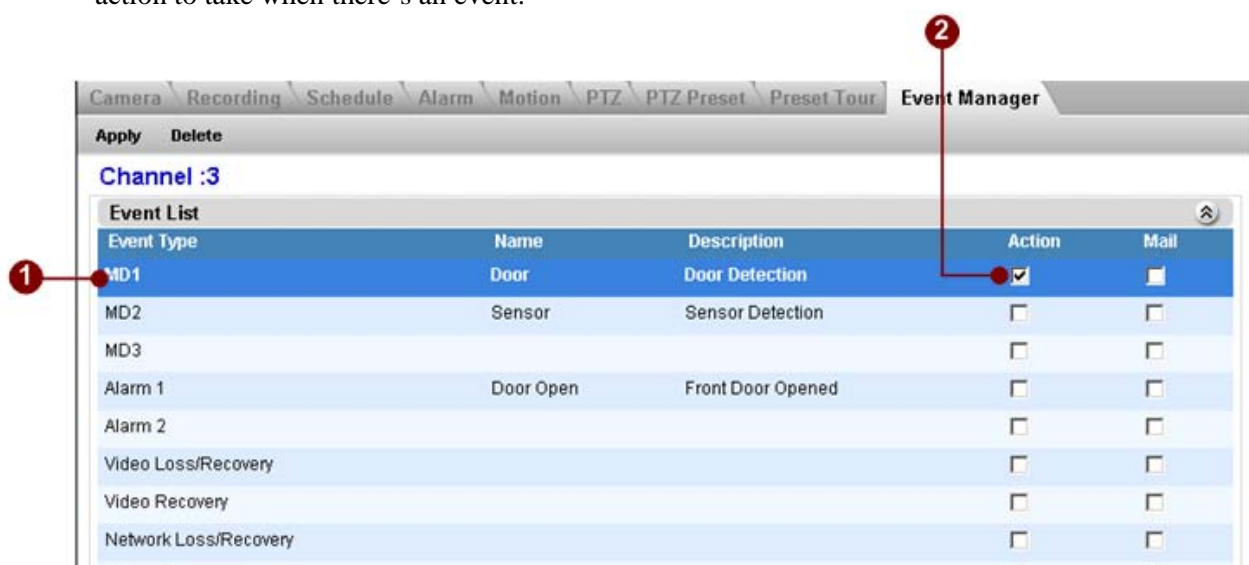 action to take when there's an event.
2
Camera Recording Schedule Alarm Motion PTZ PTZ Preset Preset Tour Event Manager
Apply Delete
Channel :3
Event List
Event Type Name Description Action Mail
1 MD1 Door Door Detection
MD2 Sensor Sensor Detection
MD3
Alarm 1 Door Open Front Door Opened
Alarm 2
Video Loss/Recovery
Video Recovery
Network Loss/Recovery